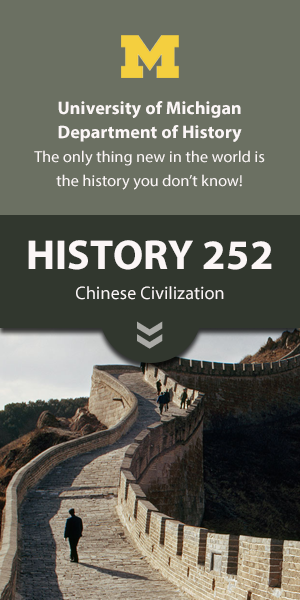 M
University of Michigan
Department of History
The only thing new in the world is
the history you don’t know!
HISTORY 252
Chinese Civilization